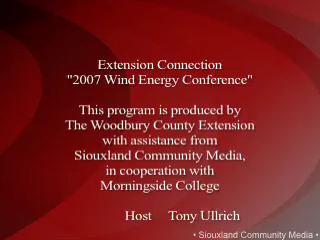 Extension Connection
"2007 Wind Energy Conference"
This program is produced by
The Woodbury County Extension
with assistance from
Siouxland Community Media,
in cooperation with
Morningside College
Host Tony Ullrich
• Siouxland Community Media •